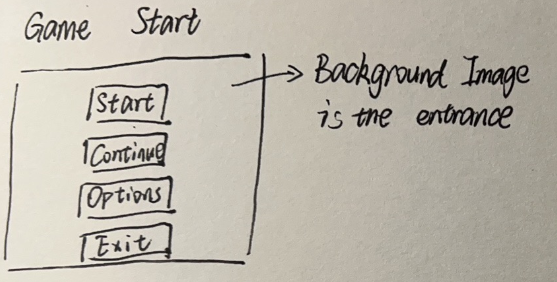 Game Start
Start
Continue
Options
Exit
Background Image
is the entrance